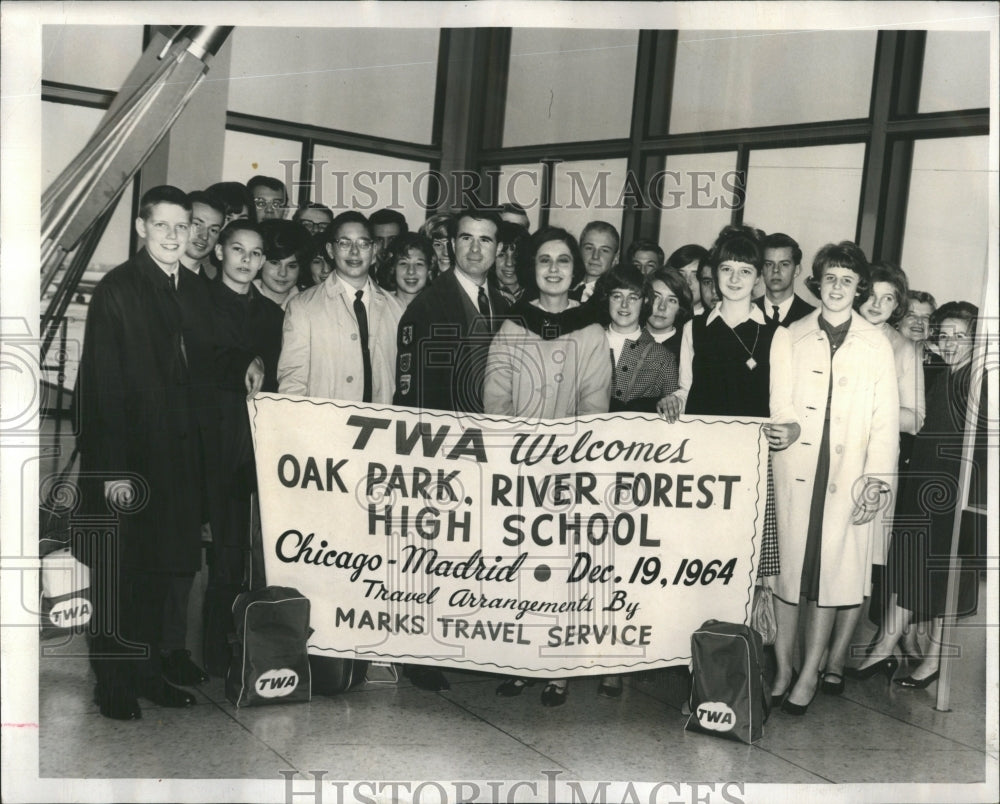 HISTORIC IMAGES
TWA Welcomes
OAK PARK, RIVER FOREST
HIGH SCHOOL
Chicago - Madrid • Dec. 19, 1964
Travel Arrangements By
MARKS TRAVEL SERVICE
TWA
TWA
TWA
HISTORIC IMAGES